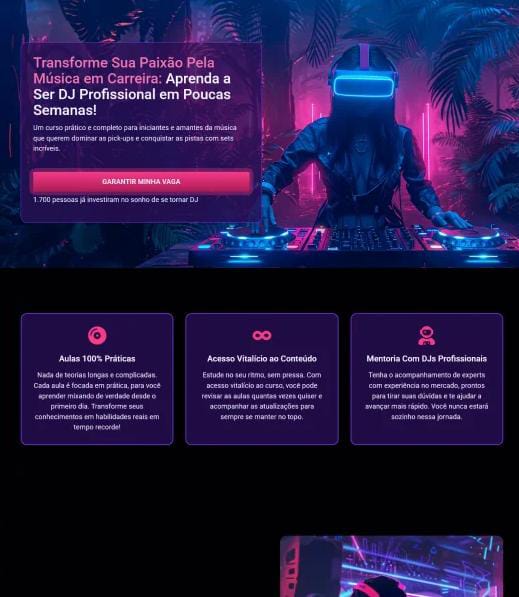 Transforme Sua Paixão Pela
Música em Carreira: Aprenda a
Ser DJ Profissional em Poucas
Semanas!
Um curso prático e completo para iniciantes e amantes da música
que querem dominar as pick-ups e conquistar as pistas com sets
incríveis.
GARANTIR MINHA VAGA
1.700 pessoas já investiram no sonho de se tornar DJ
Aulas 100% Práticas
Nada de teorias longas e complicadas.
Cada aula é focada em prática, para você
aprender mixando de verdade desde o
primeiro dia. Transforme seus
conhecimentos em habilidades reais em
tempo recorde!
Acesso Vitalício ao Conteúdo
Estude no seu ritmo, sem pressa. Com
acesso vitalício ao curso, você pode
revisar as aulas quantas vezes quiser e
acompanhar as atualizações para
sempre se manter no topo.
Mentoria Com DJs Profissionais
Tenha o acompanhamento de experts
com experiência no mercado, prontos
para tirar suas dúvidas e te ajudar a
avançar mais rápido. Você nunca estará
sozinho nessa jornada.